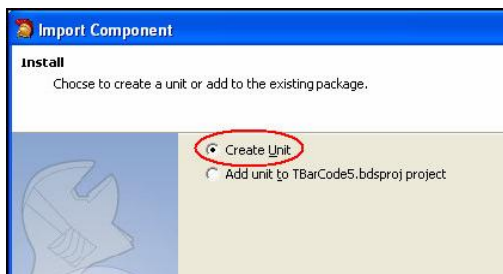 Import Component
Install
Choose to create a unit or add to the existing package.
Create Unit
Add unit to TBarCode5.bdsproj project